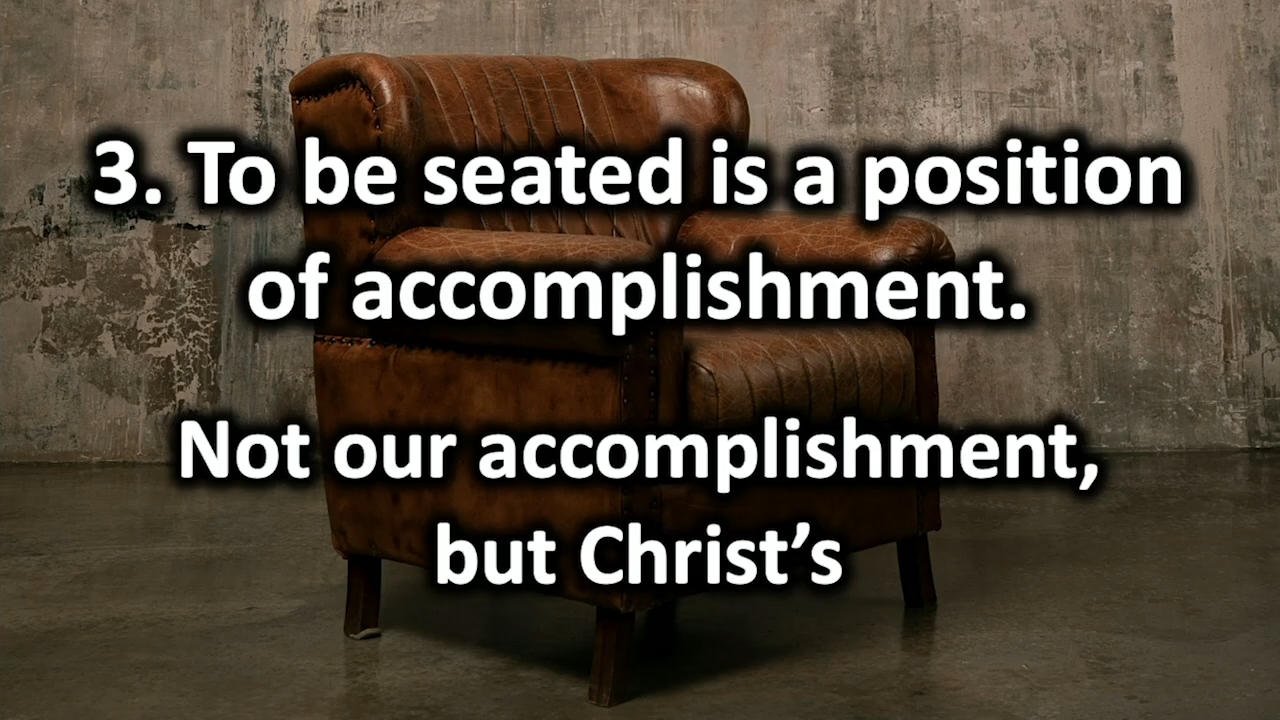 3. To be seated is a position
of accomplishment.
Not our accomplishment,
but Christ’s